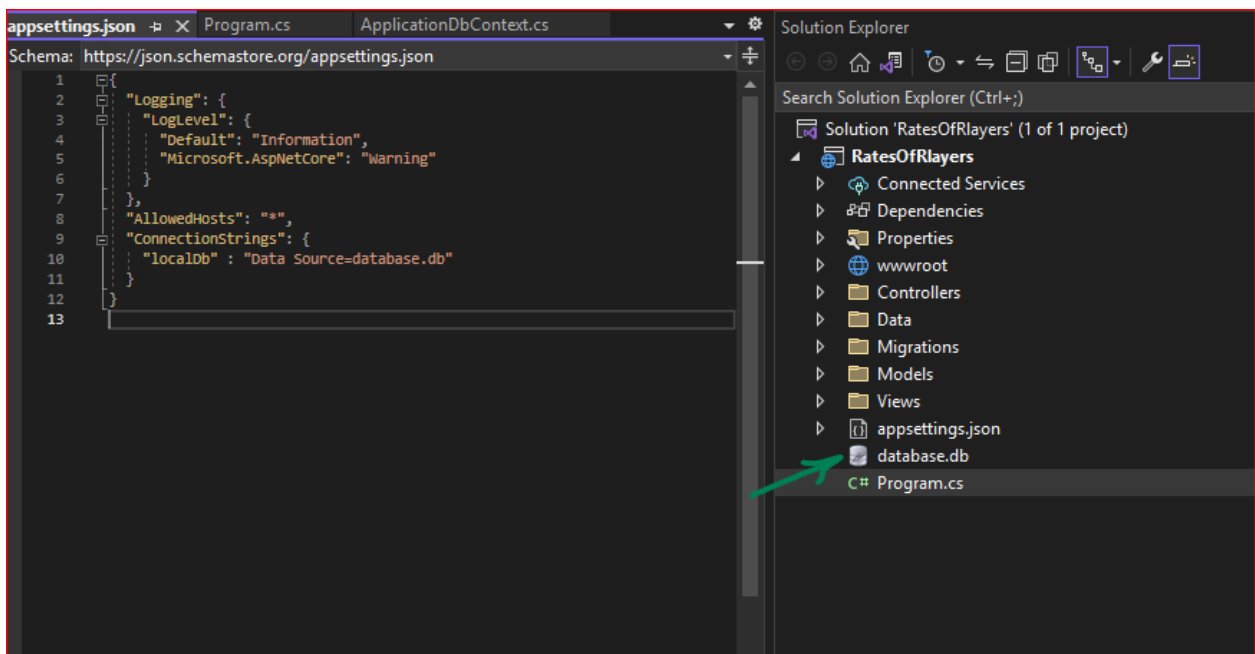 appsettings.json
Program.cs
ApplicationDbContext.cs
Schema: https://json.schemastore.org/appsettings.json
1 {
2 "Logging": {
3 "LogLevel": {
4 "Default": "Information",
5 "Microsoft.AspNetCore": "Warning"
6 }
7 },
8 "AllowedHosts": "*",
9 "ConnectionStrings": {
10 "localDb" : "Data Source=database.db"
11 }
12 }
13
Solution Explorer
Search Solution Explorer (Ctrl+;)
Solution 'RatesOfRlayers' (1 of 1 project)
RatesOfRlayers
Connected Services
Dependencies
Properties
wwwroot
Controllers
Data
Migrations
Models
Views
appsettings.json
database.db
C# Program.cs